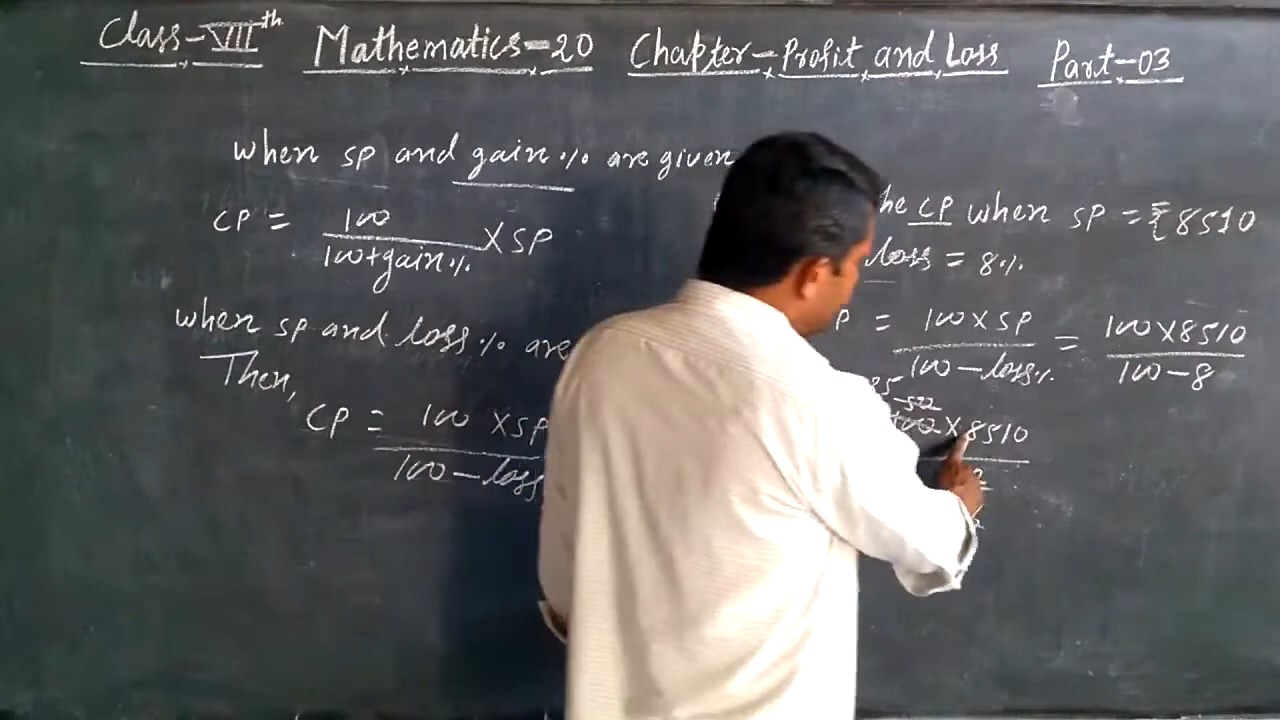 Class-VIIIth Mathematics-20 Chapter-Profit and Loss Part-03
When SP and gain % are given
CP = 100 / 100+gain% X SP
When SP and loss % are
Then,
CP = 100 X SP / 100 - loss
he CP when SP = ₹8510
loss = 8%
P = 100 X SP / 100 - loss% = 100 X 8510 / 100 - 8
X 8510